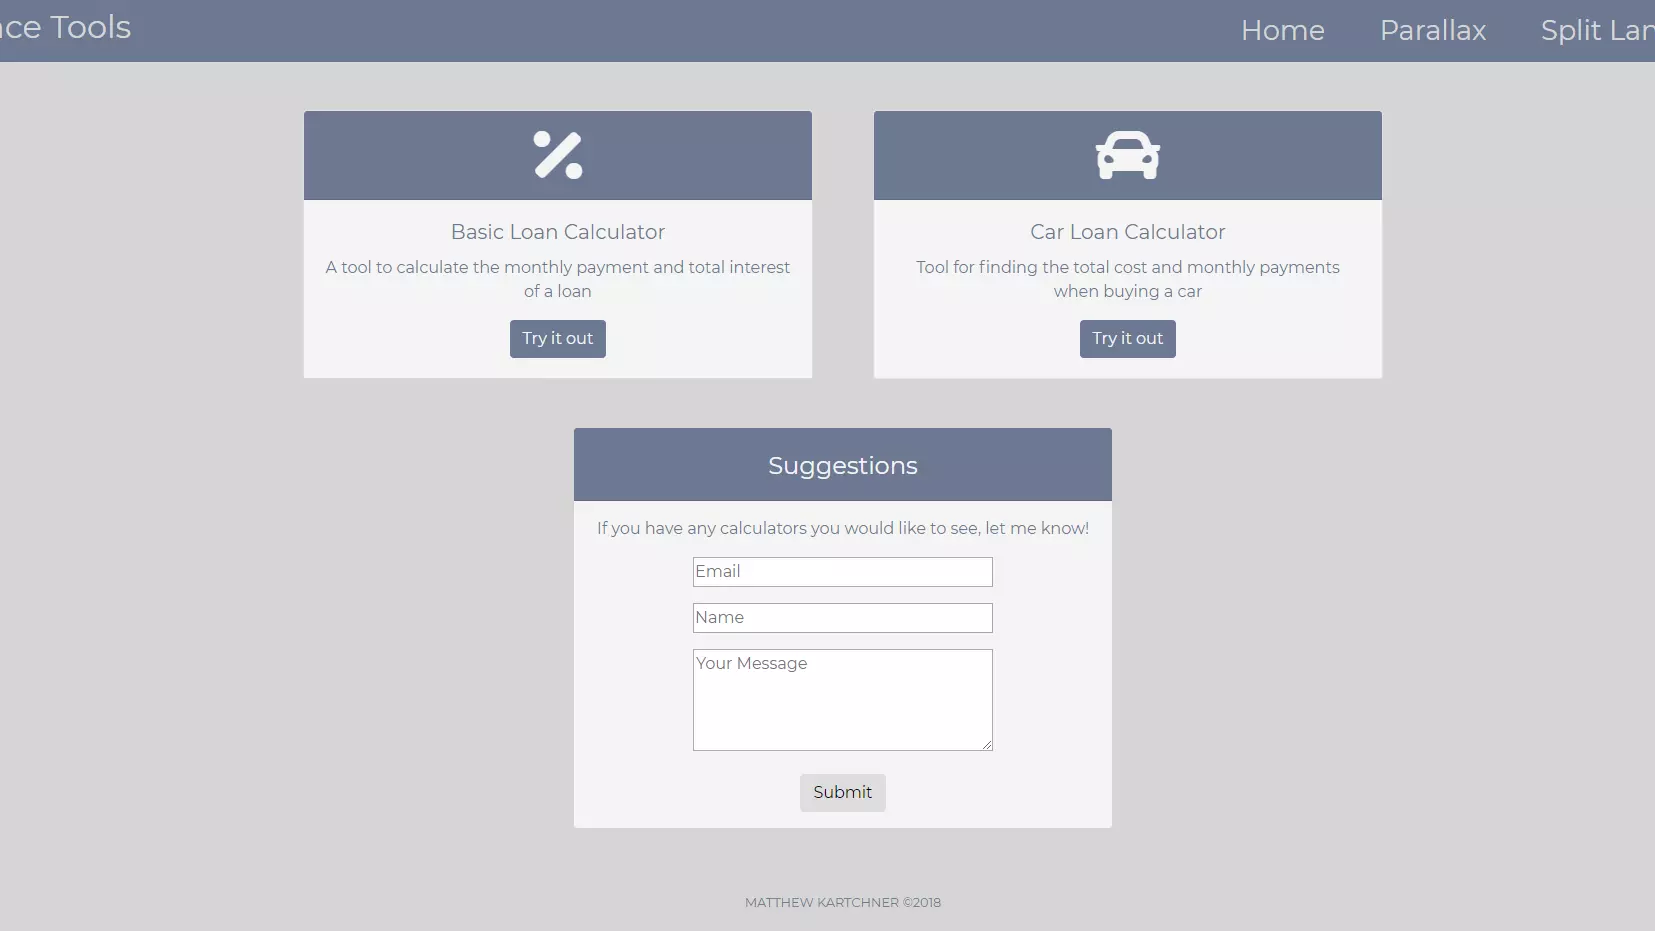 ce Tools
Home
Parallax
Split Lan
Basic Loan Calculator
A tool to calculate the monthly payment and total interest
of a loan
Try it out
Car Loan Calculator
Tool for finding the total cost and monthly payments
when buying a car
Try it out
Suggestions
If you have any calculators you would like to see, let me know!
Email
Name
Your Message
Submit
MATTHEW KARTCHNER ©2018